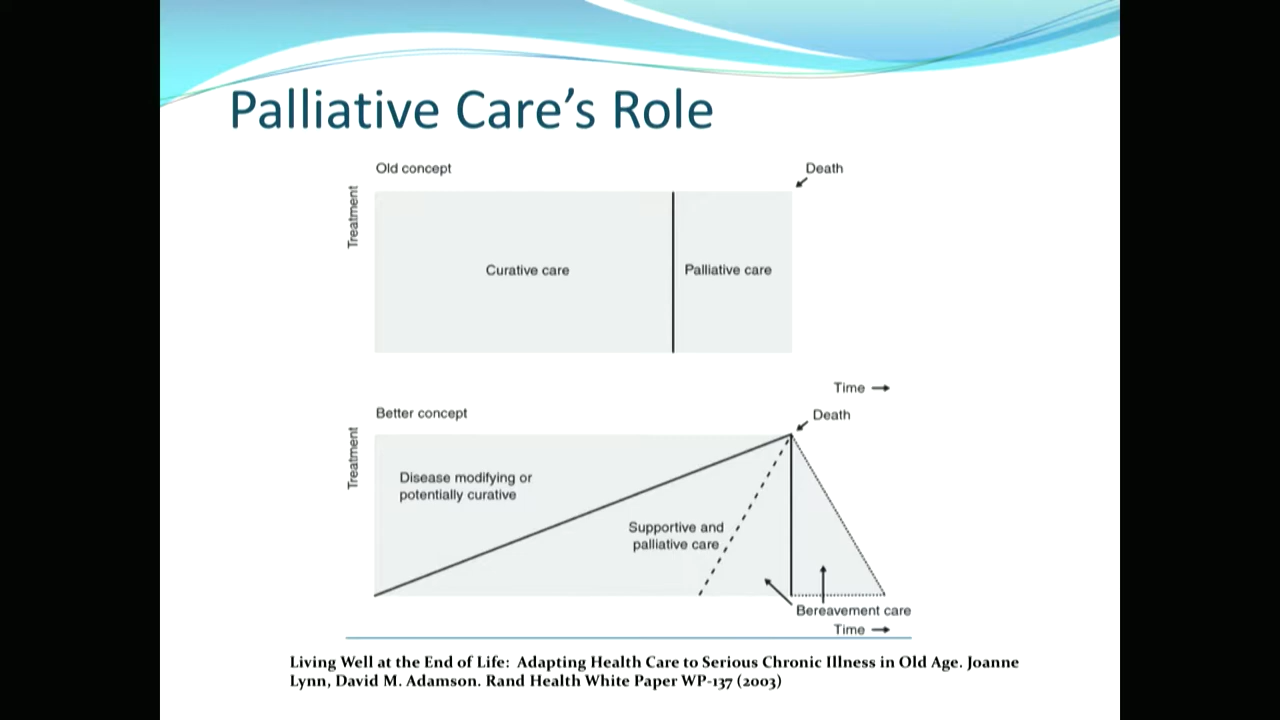 Palliative Care's Role
Old concept
Death
Treatment
Curative care
Palliative care
Time
Better concept
Death
Treatment
Disease modifying or
potentially curative
Supportive and
palliative care
Bereavement care
Time
Living Well at the End of Life: Adapting Health Care to Serious Chronic Illness in Old Age. Joanne
Lynn, David M. Adamson. Rand Health White Paper WP-137 (2003)